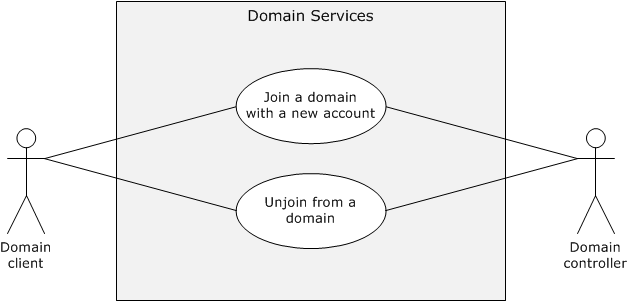 Domain Services
Join a domain
with a new account
Unjoin from a
domain
Domain
client
Domain
controller